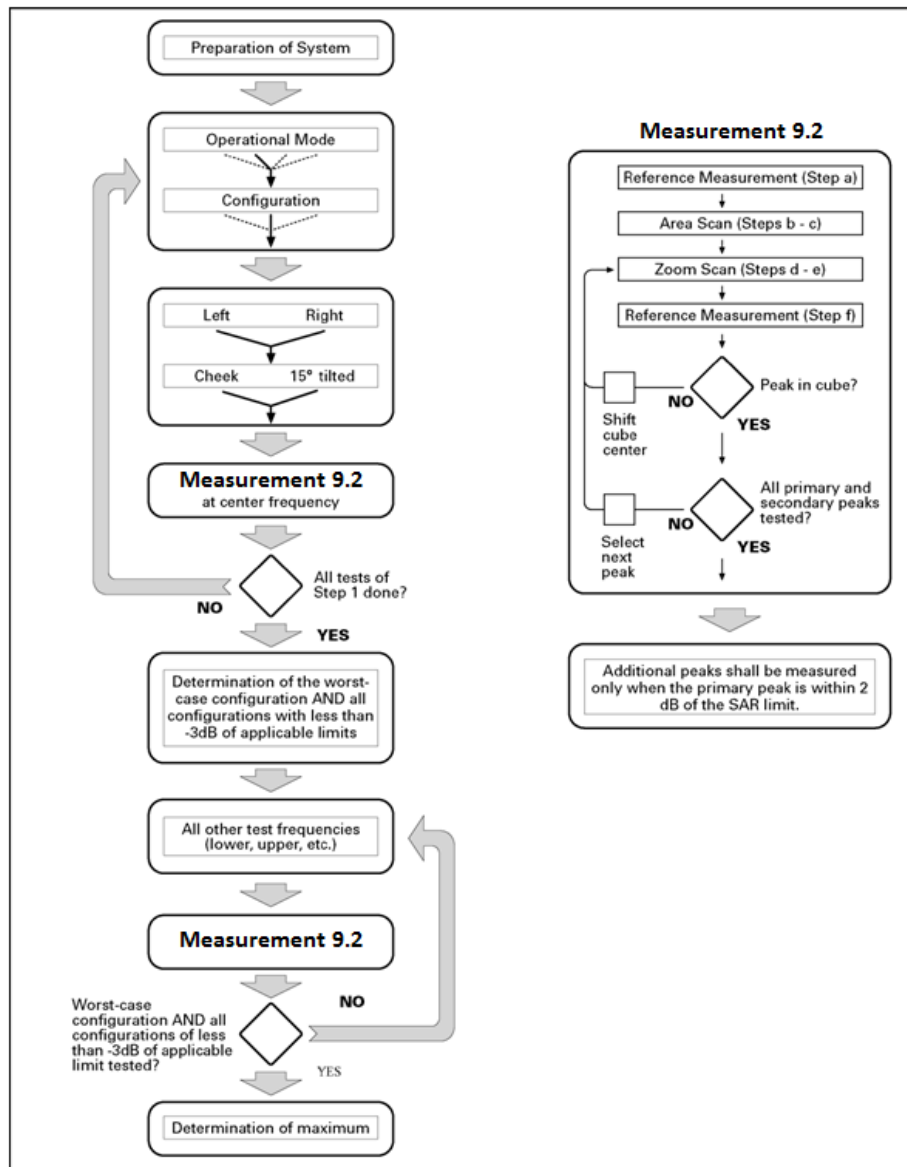 Preparation of System
Operational Mode
Configuration
Left Right
Cheek 15° tilted
Measurement 9.2
at center frequency
All tests of
Step 1 done?
NO
YES
Determination of the worst-
case configuration AND all
configurations with less than
-3dB of applicable limits
All other test frequencies
(lower, upper, etc.)
Measurement 9.2
NO
Worst-case
configuration AND all
configurations of less
than -3dB of applicable
limit tested?
YES
Determination of maximum
Measurement 9.2
Reference Measurement (Step a)
Area Scan (Steps b - c)
Zoom Scan (Steps d - e)
Reference Measurement (Step f)
Peak in cube?
NO
Shift
cube
center
YES
All primary and
secondary peaks
tested?
NO
Select
next
peak
YES
Additional peaks shall be measured
only when the primary peak is within 2
dB of the SAR limit.